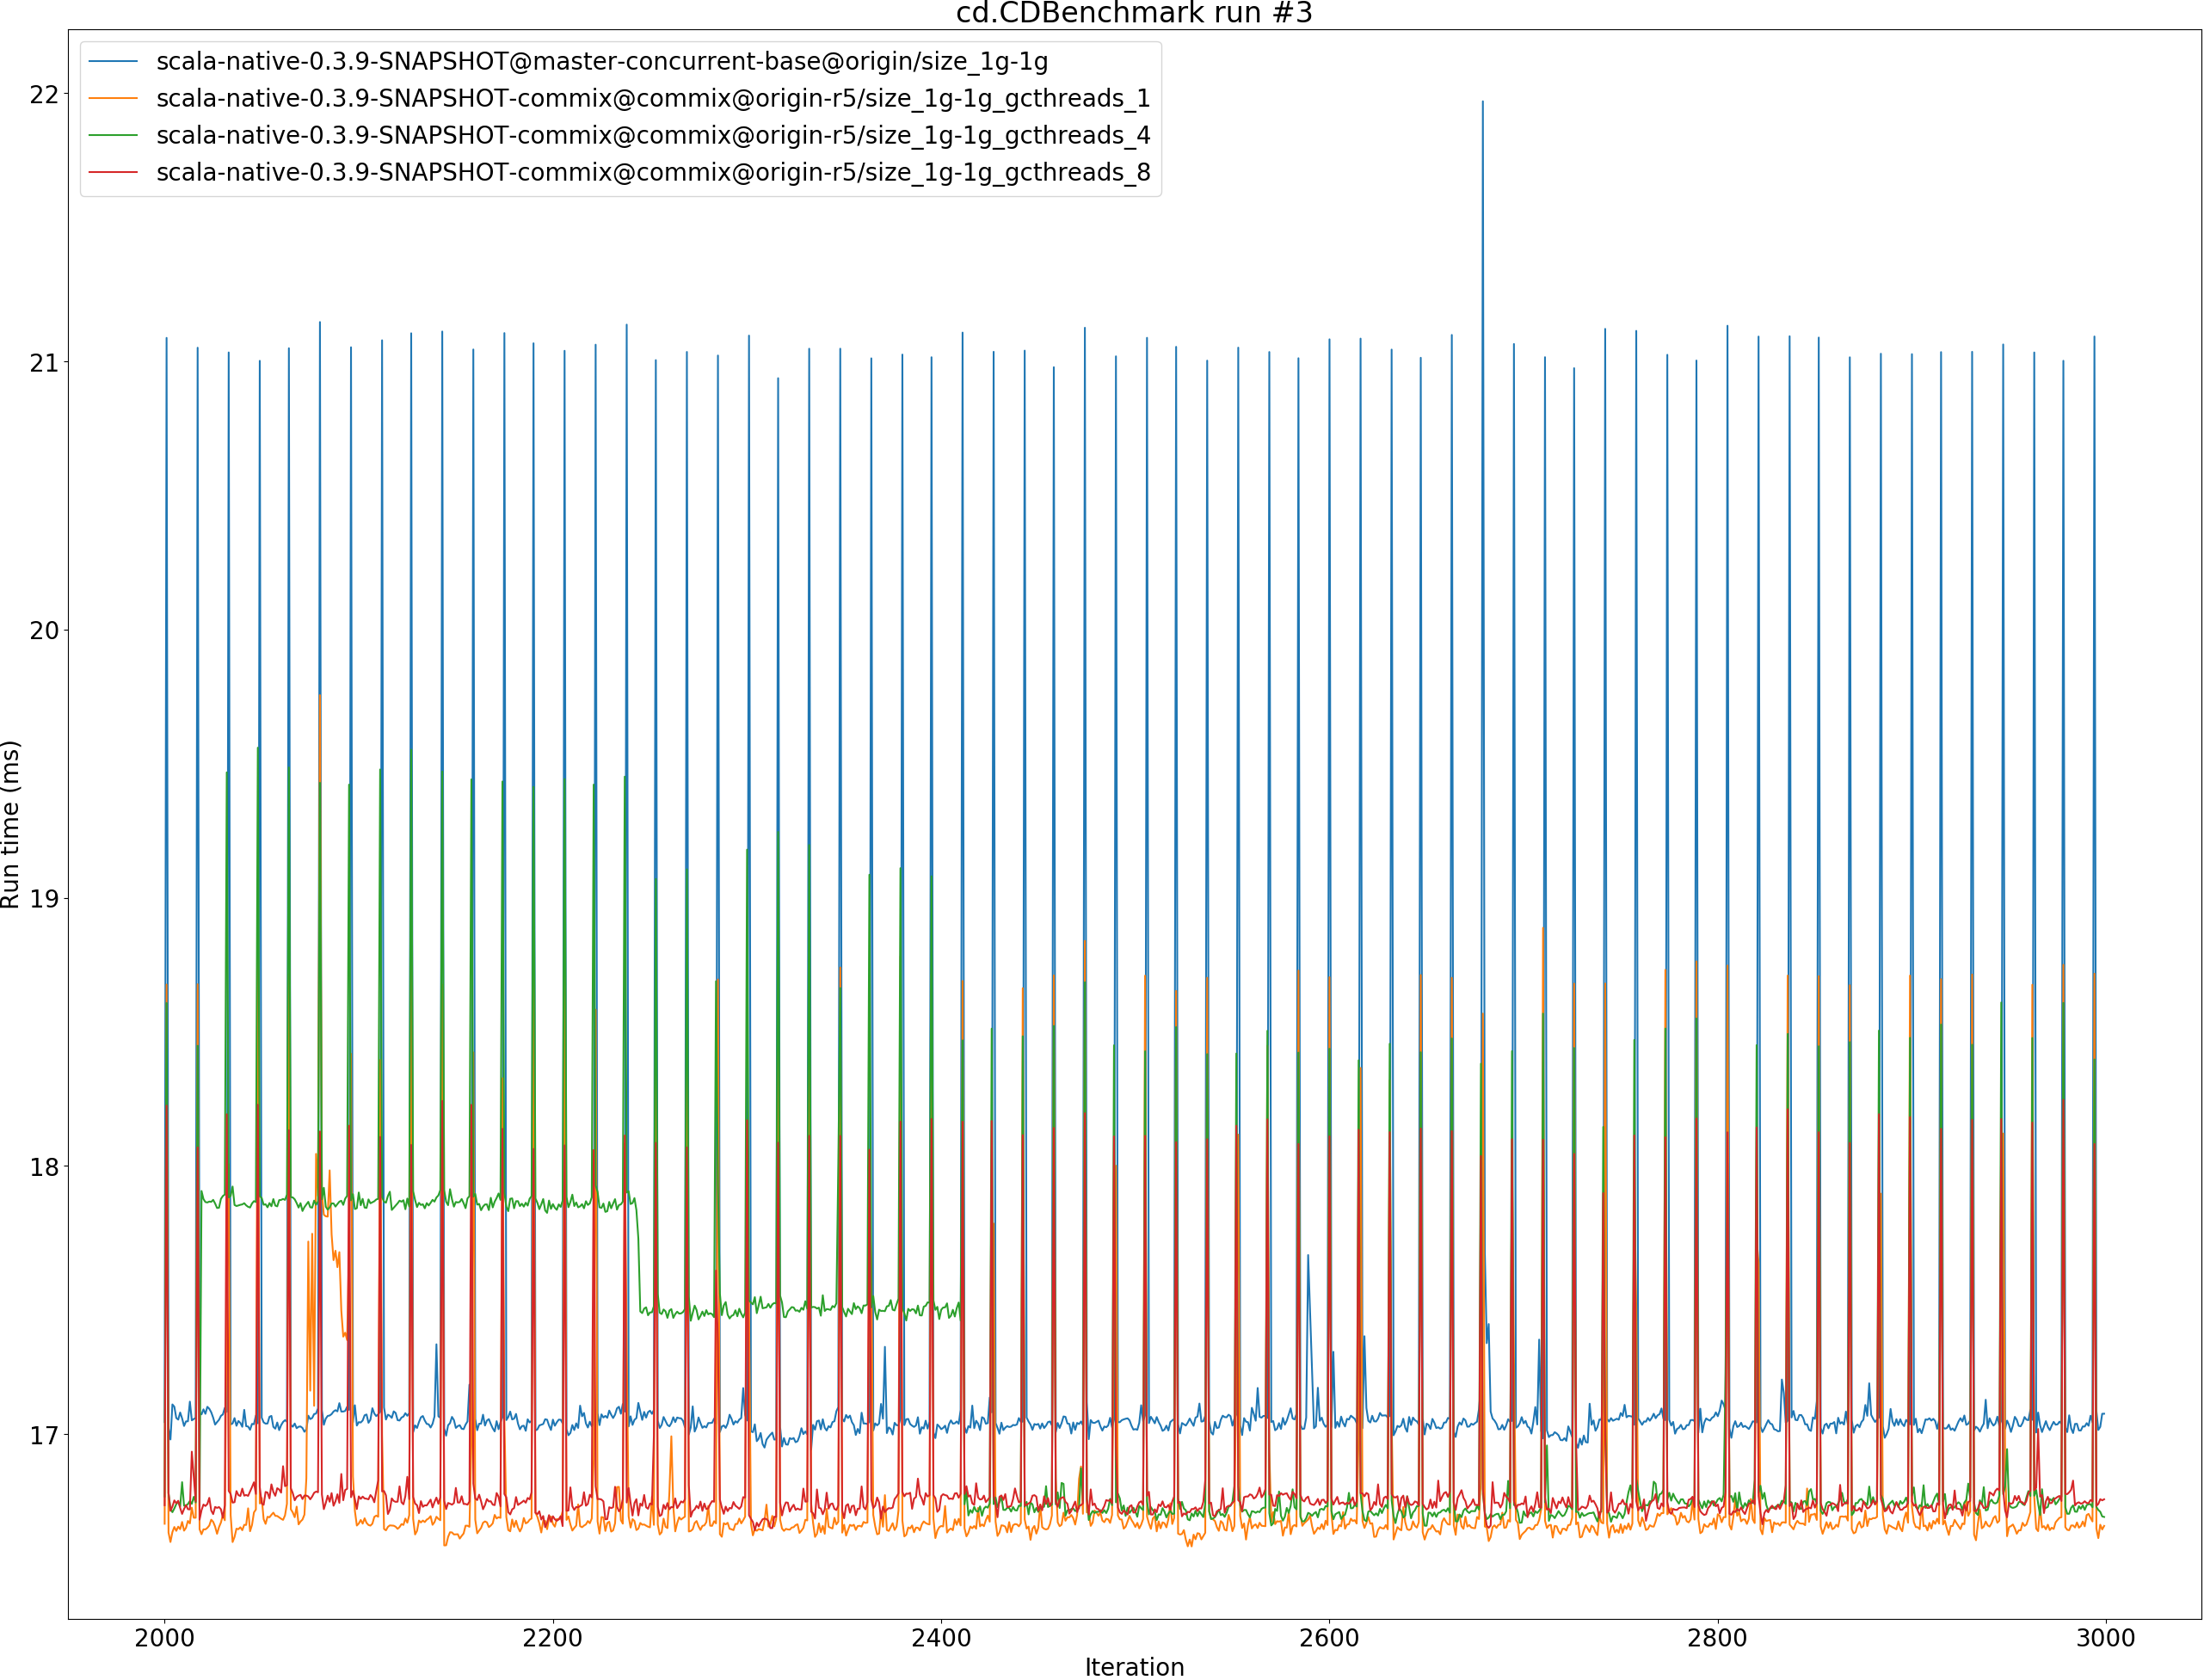 cd.CDBenchmark run #3
scala-native-0.3.9-SNAPSHOT@master-concurrent-base@origin/size_1g-1g
scala-native-0.3.9-SNAPSHOT-commix@commix@origin-r5/size_1g-1g_gcthreads_1
scala-native-0.3.9-SNAPSHOT-commix@commix@origin-r5/size_1g-1g_gcthreads_4
scala-native-0.3.9-SNAPSHOT-commix@commix@origin-r5/size_1g-1g_gcthreads_8
22
21
20
19
18
17
Run time (ms)
2000 2200 2400 2600 2800 3000
Iteration